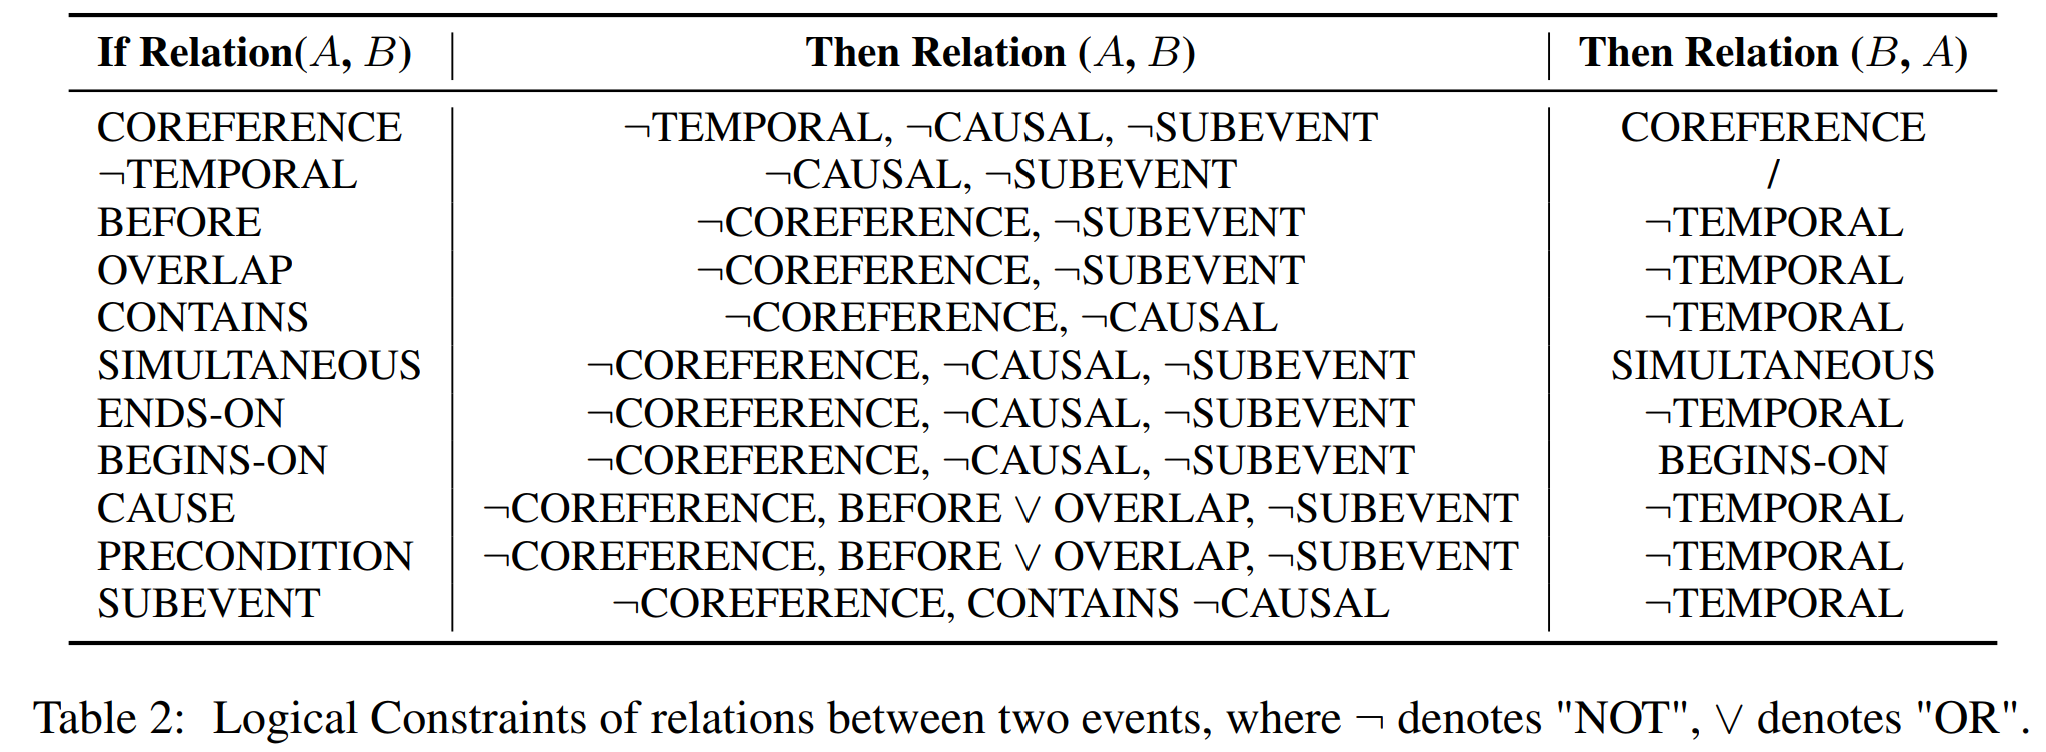 If Relation(A, B) Then Relation (A, B) Then Relation (B, A)
COREFERENCE ¬TEMPORAL, ¬CAUSAL, ¬SUBEVENT COREFERENCE
¬TEMPORAL ¬CAUSAL, ¬SUBEVENT /
BEFORE ¬COREFERENCE, ¬SUBEVENT ¬TEMPORAL
OVERLAP ¬COREFERENCE, ¬SUBEVENT ¬TEMPORAL
CONTAINS ¬COREFERENCE, ¬CAUSAL ¬TEMPORAL
SIMULTANEOUS ¬COREFERENCE, ¬CAUSAL, ¬SUBEVENT SIMULTANEOUS
ENDS-ON ¬COREFERENCE, ¬CAUSAL, ¬SUBEVENT ¬TEMPORAL
BEGINS-ON ¬COREFERENCE, ¬CAUSAL, ¬SUBEVENT BEGINS-ON
CAUSE ¬COREFERENCE, BEFORE ∨ OVERLAP, ¬SUBEVENT ¬TEMPORAL
PRECONDITION ¬COREFERENCE, BEFORE ∨ OVERLAP, ¬SUBEVENT ¬TEMPORAL
SUBEVENT ¬COREFERENCE, CONTAINS ¬CAUSAL ¬TEMPORAL
Table 2: Logical Constraints of relations between two events, where ¬ denotes "NOT", ∨ denotes "OR".